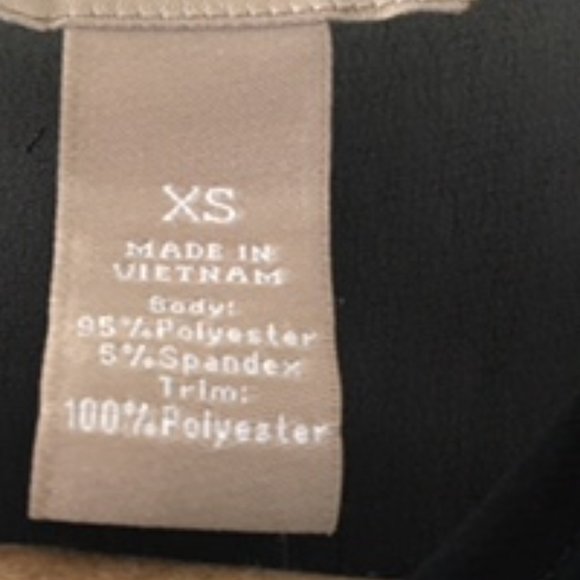 XS
MADE IN
VIETNAM
Body:
95%Polyester
5%Spandex
Trim:
100%Polyester